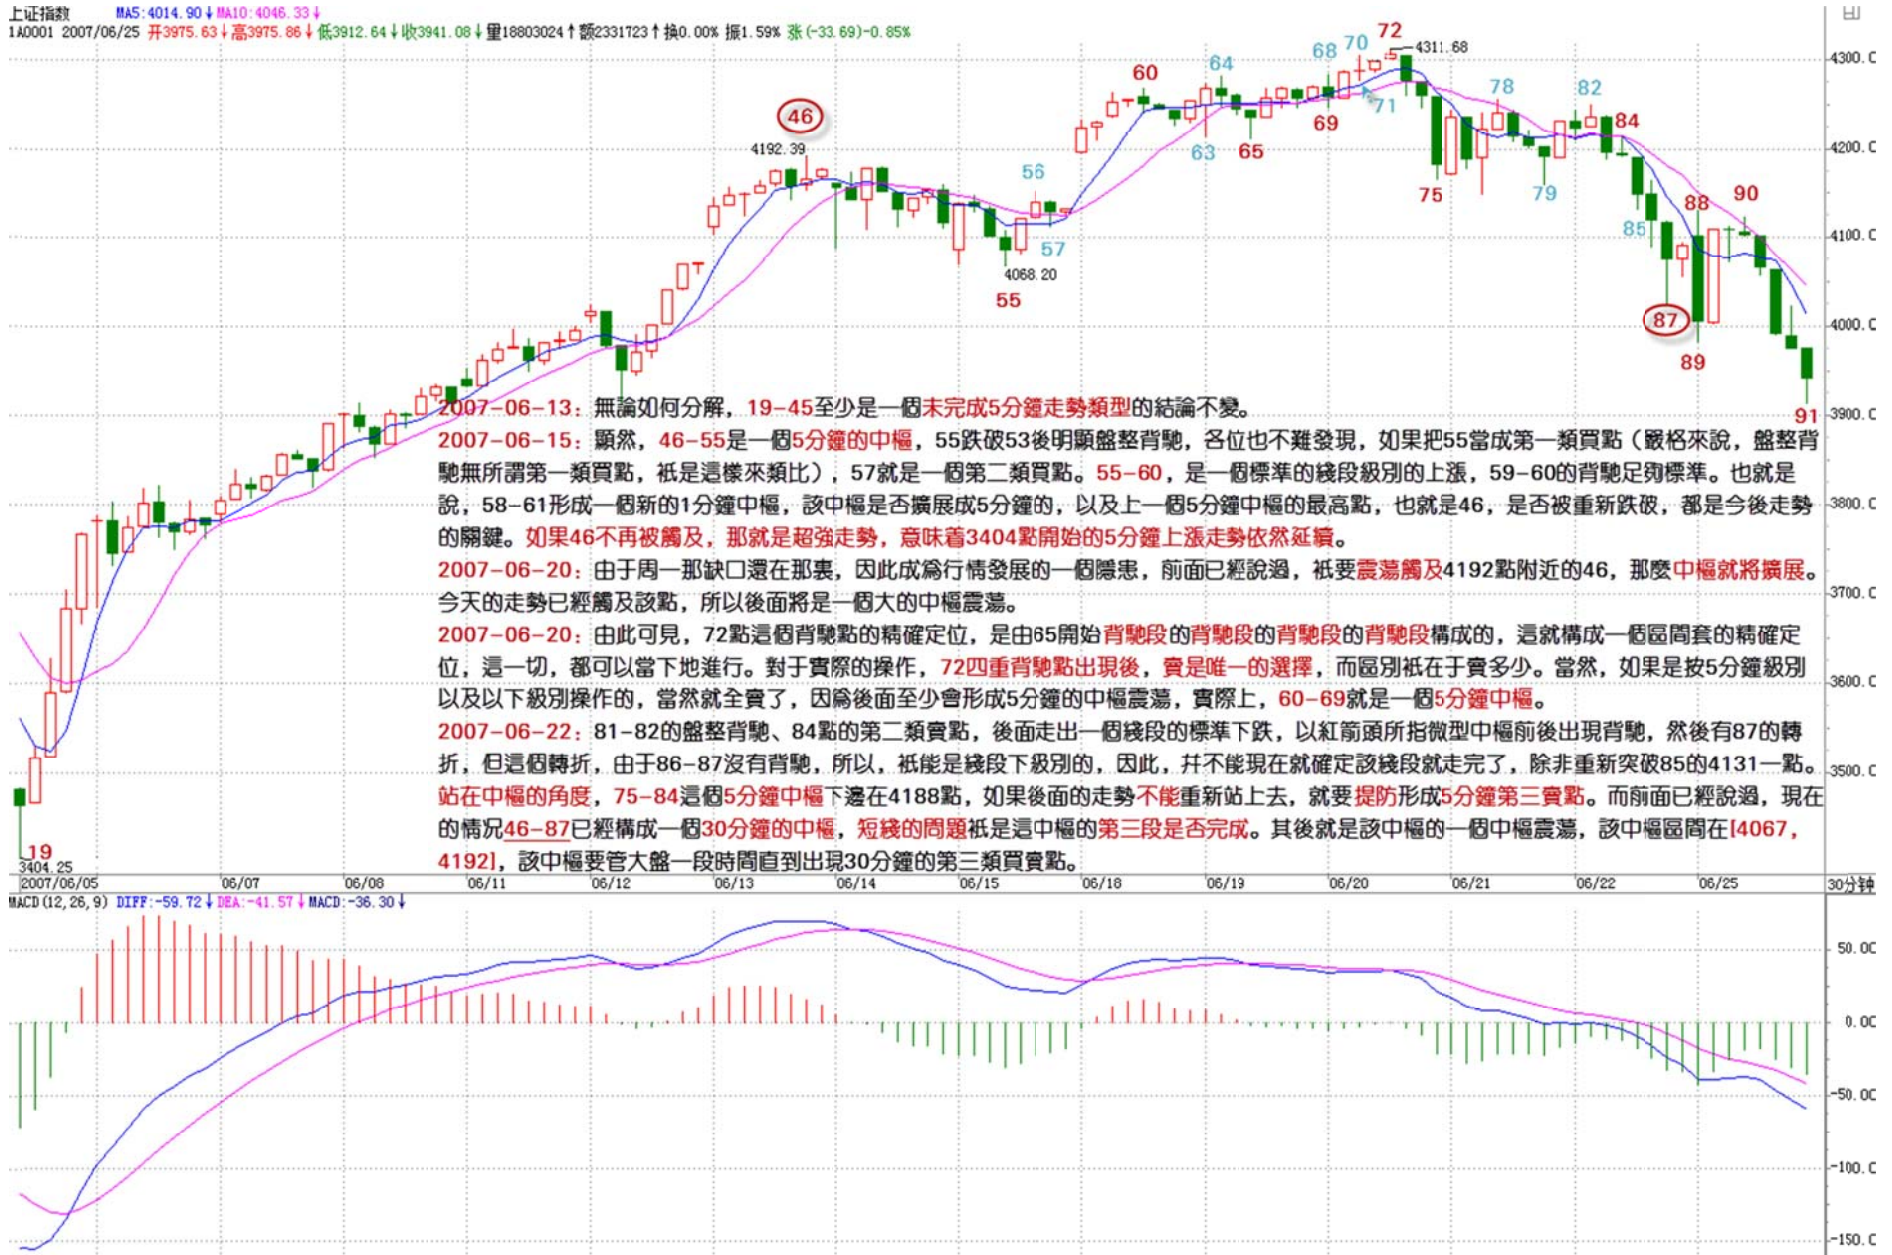 上证指数 MA5:4014.90↓MA10:4046.33↓
1A0001 2007/06/25 开3975.63↓高3975.86↓低3912.64↓收3941.08↓量18803024↑额2331723↑换0.00% 振1.59% 涨(-33.69)-0.85%
72
70
68
4311.68
4300.0
64
60
78
82
71
46
69
84
4192.39
63
65
4200.0
56
75
79
90
88
85
57
4100.0
4068.20
55
87
4000.0
89
2007-06-13：無論如何分解，19-45至少是一個未完成5分鐘走勢類型的結論不變。
91
3900.0
2007-06-15：顯然，46-55是一個5分鐘的中樞，55跌破53後明顯盤整背馳，各位也不難發現，如果把55當成第一類買點（嚴格來說，盤整背
馳無所謂第一類買點，衹是這樣來類比），57就是一個第二類買點。55-60，是一個標準的綫段級別的上漲，59-60的背馳足夠標準。也就是
說，58-61形成一個新的1分鐘中樞，該中樞是否擴展成5分鐘的，以及上一個5分鐘中樞的最高點，也就是46，是否被重新跌破，都是今後走勢
3800.0
的關鍵。如果46不再被觸及，那就是超強走勢，意味着3404點開始的5分鐘上漲走勢依然延續。
2007-06-20：由于周一那缺口還在那裏，因此成爲行情發展的一個隱患，前面已經說過，衹要震蕩觸及4192點附近的46，那麼中樞就將擴展。
3700.0
今天的走勢已經觸及該點，所以後面將是一個大的中樞震蕩。
2007-06-20：由此可見，72點這個背馳點的精確定位，是由65開始背馳段的背馳段的背馳段的背馳段構成的，這就構成一個區間套的精確定
位，這一切，都可以當下地進行。對于實際的操作，72四重背馳點出現後，賣是唯一的選擇，而區別衹在于賣多少。當然，如果是按5分鐘級別
3600.0
以及以下級別操作的，當然就全賣了，因爲後面至少會形成5分鐘的中樞震蕩，實際上，60-69就是一個5分鐘中樞。
2007-06-22：81-82的盤整背馳、84點的第二類賣點，後面走出一個綫段的標準下跌，以紅箭頭所指微型中樞前後出現背馳，然後有87的轉
折，但這個轉折，由于86-87沒有背馳，所以，衹能是綫段下級別的，因此，幷不能現在就確定該綫段就走完了，除非重新突破85的4131一點。
3500.0
站在中樞的角度，75-84這個5分鐘中樞下邊在4188點，如果後面的走勢不能重新站上去，就要提防形成5分鐘第三賣點。而前面已經說過，現在
的情况46-87已經構成一個30分鐘的中樞，短綫的問題衹是這中樞的第三段是否完成。其後就是該中樞的一個中樞震蕩，該中樞區間在[4067，
4192]，該中樞要管大盤一段時間直到出現30分鐘的第三類買賣點。
19
3404.25
2007/06/05 06/07 06/08 06/11 06/12 06/13 06/14 06/15 06/18 06/19 06/20 06/21 06/22 06/25 30分钟
MACD(12,26,9) DIFF:-59.72↓DEA:-41.57↓MACD:-36.30↓
50.00
0.00
-50.00
-100.0
-150.0